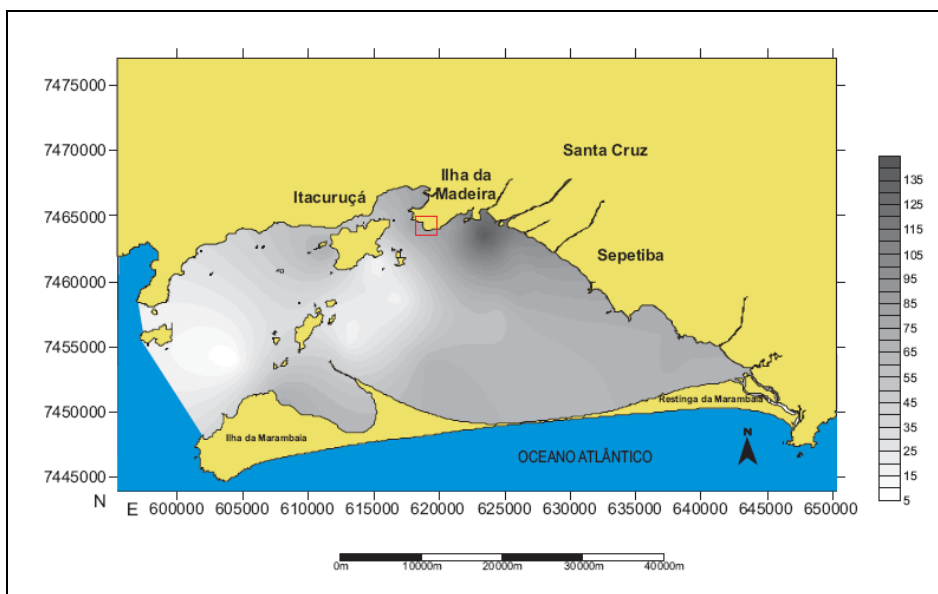 7475000
7470000
7465000
7460000
7455000
7450000
7445000
N
E
600000 605000 610000 615000 620000 625000 630000 635000 640000 645000 650000
Santa Cruz
Ilha da
Madeira
Itacuruçá
Sepetiba
Restinga da Marambaia
Ilha da Marambaia
OCEANO ATLÂNTICO
N
135
125
115
105
95
85
75
65
55
45
35
25
15
5
0m 10000m 20000m 30000m 40000m